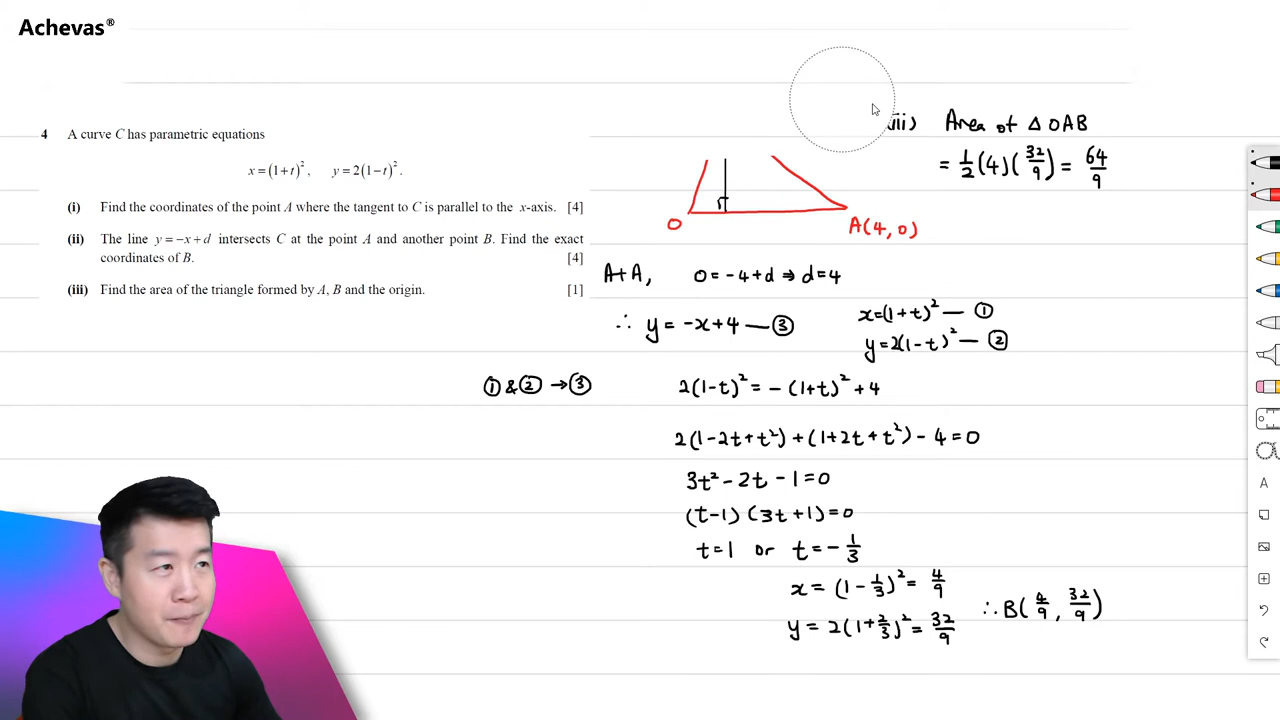 Achevas®
4 A curve C has parametric equations
x = (1+t)², y = 2(1−t)².
(i) Find the coordinates of the point A where the tangent to C is parallel to the x-axis. [4]
(ii) The line y = −x + d intersects C at the point A and another point B. Find the exact
coordinates of B. [4]
(iii) Find the area of the triangle formed by A, B and the origin. [1]
iii) Area of △OAB
= 1/2 (4)(32/9) = 64/9
O
A(4,0)
At A, 0 = −4+d ⇒ d=4
∴ y = −x+4 — ③
x=(1+t)² — ①
y=2(1−t)² — ②
① & ② → ③
2(1−t)² = −(1+t)² + 4
2(1−2t+t²)+(1+2t+t²)−4=0
3t²−2t−1=0
(t−1)(3t+1)=0
t=1 or t=−1/3
x = (1−1/3)² = 4/9
y = 2(1+2/3)² = 32/9
∴ B(4/9, 32/9)
A